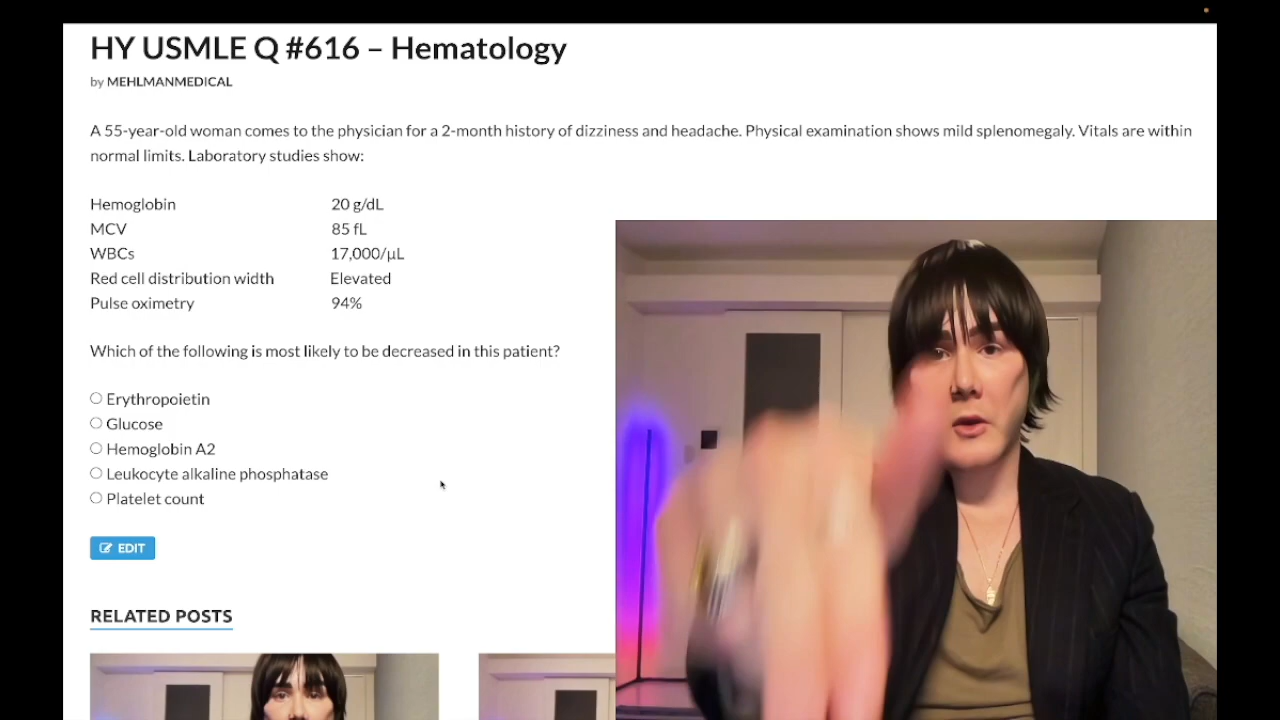 HY USMLE Q #616 – Hematology
by MEHLMANMEDICAL
A 55-year-old woman comes to the physician for a 2-month history of dizziness and headache. Physical examination shows mild splenomegaly. Vitals are within
normal limits. Laboratory studies show:
Hemoglobin 20 g/dL
MCV 85 fL
WBCs 17,000/μL
Red cell distribution width Elevated
Pulse oximetry 94%
Which of the following is most likely to be decreased in this patient?
Erythropoietin
Glucose
Hemoglobin A2
Leukocyte alkaline phosphatase
Platelet count
EDIT
RELATED POSTS